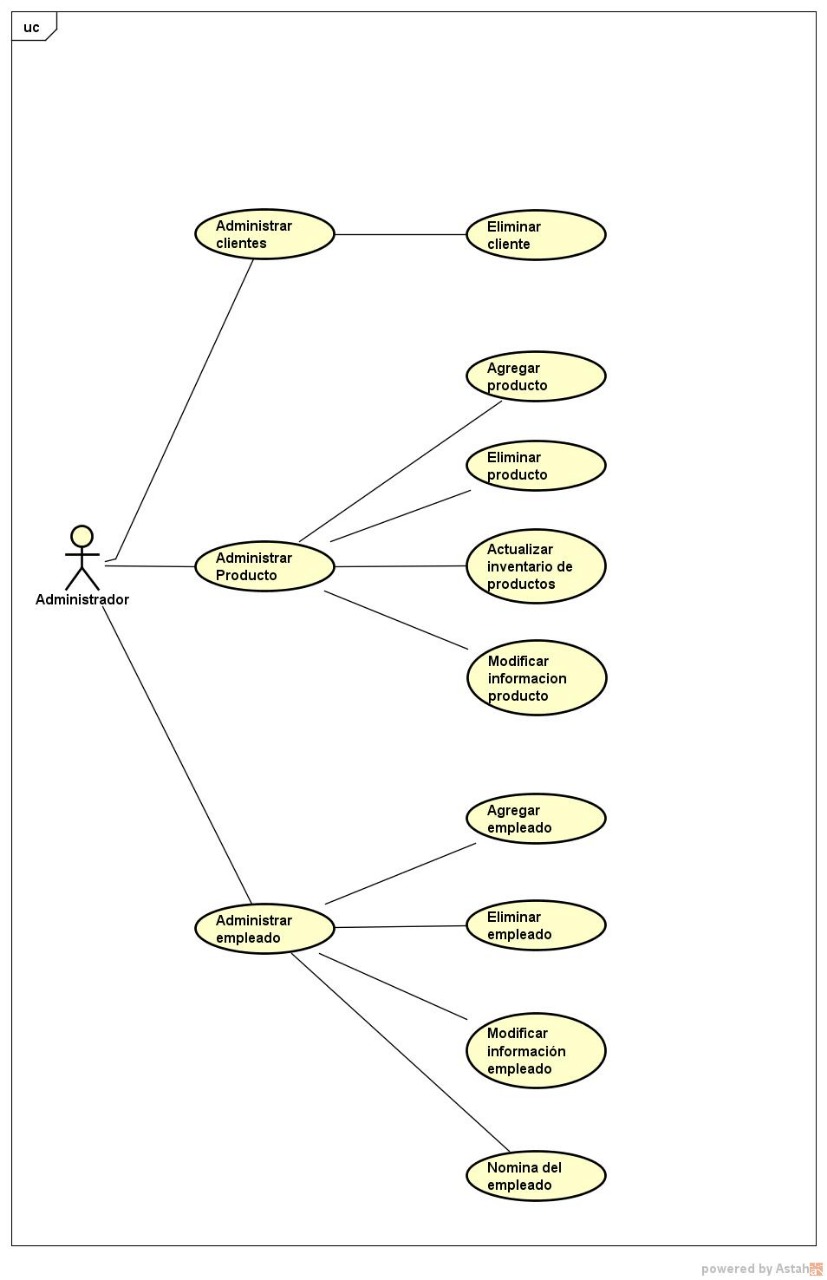 uc
Administrar
clientes
Eliminar
cliente
Agregar
producto
Eliminar
producto
Administrador
Administrar
Producto
Actualizar
inventario de
productos
Modificar
informacion
producto
Agregar
empleado
Administrar
empleado
Eliminar
empleado
Modificar
información
empleado
Nomina del
empleado
powered by Astah